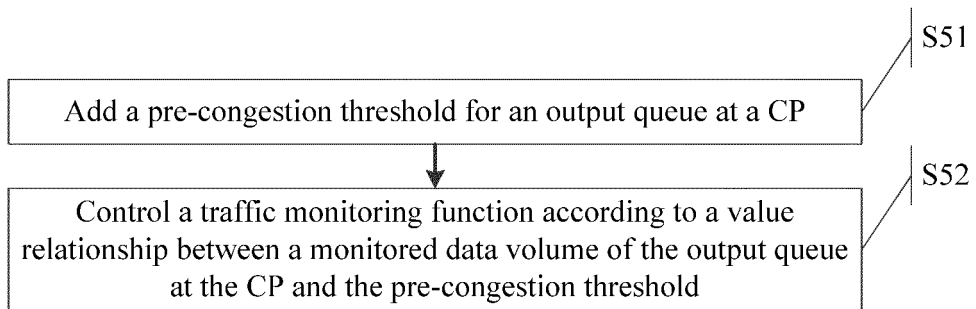 S51
Add a pre-congestion threshold for an output queue at a CP
S52
Control a traffic monitoring function according to a value
relationship between a monitored data volume of the output queue
at the CP and the pre-congestion threshold